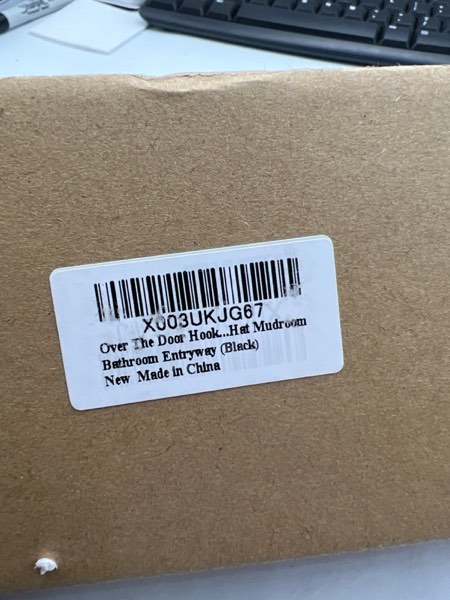 X003UKJG67
Over The Door Hook...Hat Mudroom
Bathroom Entryway (Black)
New Made in China